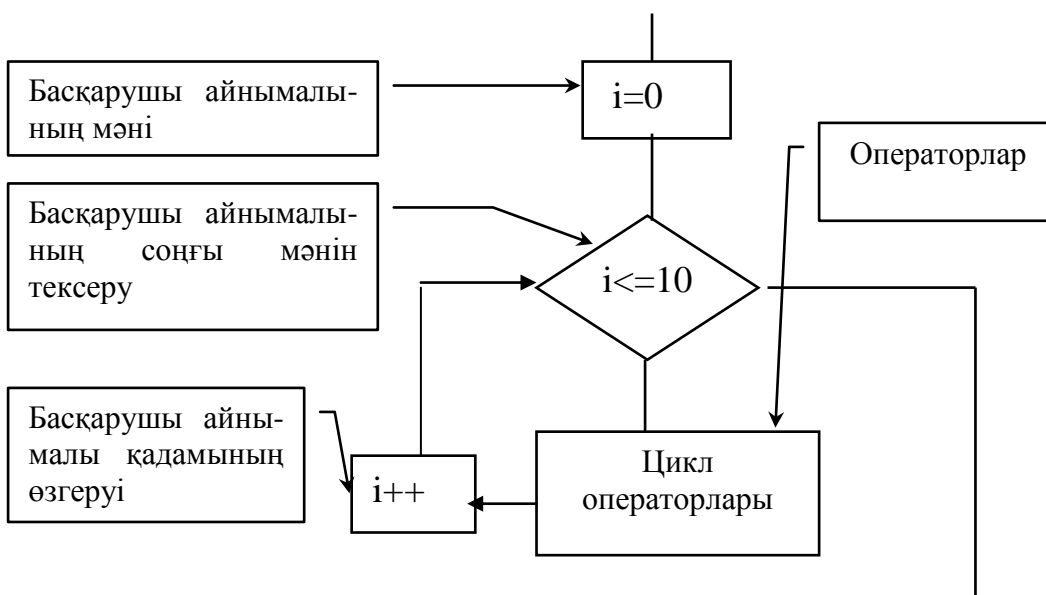 Басқарушы айнымалы-
ның мәні
i=0
Операторлар
Басқарушы айнымалы-
ның соңғы мәнін
тексеру
i<=10
Басқарушы айны-
малы қадамының
өзгеруі
i++
Цикл
операторлары